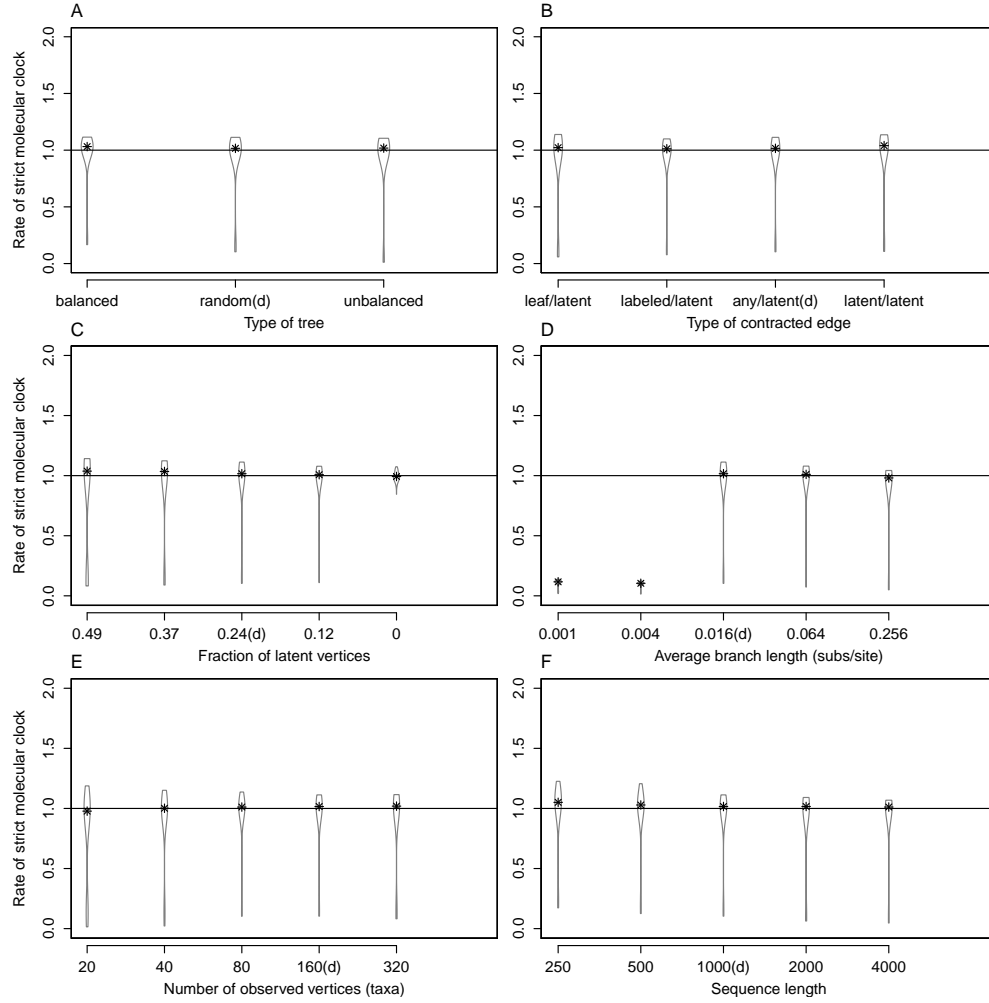 A
Rate of strict molecular clock
0.0 0.5 1.0 1.5 2.0
balanced random(d) unbalanced
Type of tree
B
0.0 0.5 1.0 1.5 2.0
leaf/latent labeled/latent any/latent(d) latent/latent
Type of contracted edge
C
Rate of strict molecular clock
0.0 0.5 1.0 1.5 2.0
0.49 0.37 0.24(d) 0.12 0
Fraction of latent vertices
D
0.0 0.5 1.0 1.5 2.0
0.001 0.004 0.016(d) 0.064 0.256
Average branch length (subs/site)
E
Rate of strict molecular clock
0.0 0.5 1.0 1.5 2.0
20 40 80 160(d) 320
Number of observed vertices (taxa)
F
0.0 0.5 1.0 1.5 2.0
250 500 1000(d) 2000 4000
Sequence length